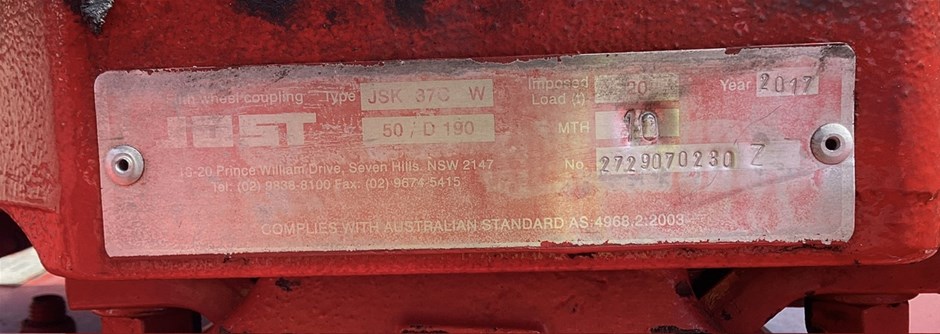 Fifth wheel coupling Type JSK 37C W Imposed Load (t) 20 Year 2017
JOST 50 / D 190 MTR 10
No. 2729070230 Z
16-20 Prince William Drive, Seven Hills, NSW 2147
Tel: (02) 9838-8100 Fax: (02) 9674-5415
COMPLIES WITH AUSTRALIAN STANDARD AS.4968.2:2003